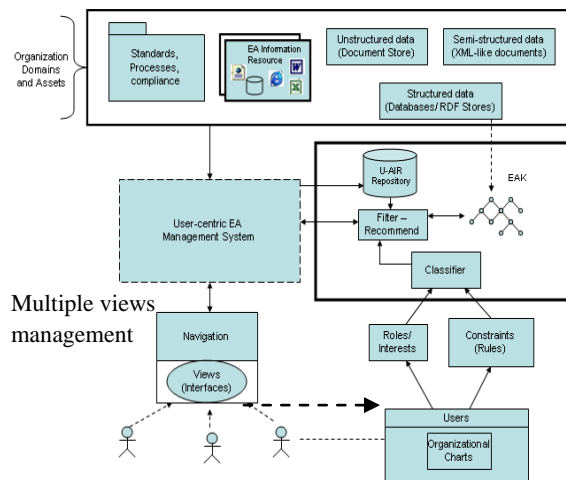 Organization
Domains
and Assets
Standards,
Processes,
compliance
EA Information
Resource
Unstructured data
(Document Store)
Semi-structured data
(XML-like documents)
Structured data
(Databases/ RDF Stores)
U-AIR
Repository
EAK
User-centric EA
Management System
Filter –
Recommend
Classifier
Multiple views
management
Navigation
Views
(Interfaces)
Roles/
Interests
Constraints
(Rules)
Users
Organizational
Charts